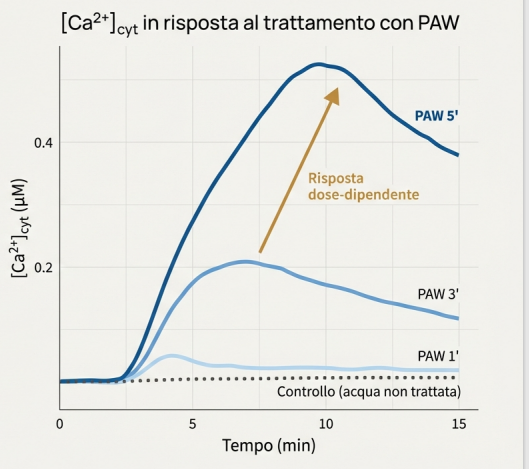 [Ca²⁺]cyt in risposta al trattamento con PAW
[Ca²⁺]cyt (µM)
0.4
0.2
PAW 5'
Risposta
dose-dipendente
PAW 3'
PAW 1'
Controllo (acqua non trattata)
0 5 10 15
Tempo (min)